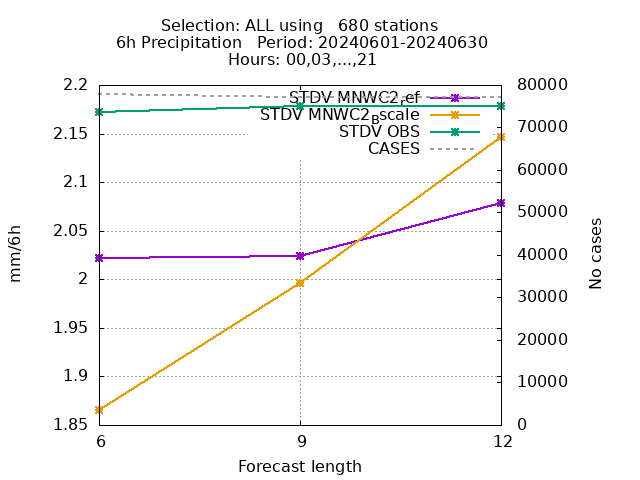 Selection: ALL using   680 stations
6h Precipitation   Period: 20240601-20240630
Hours: 00,03,...,21
STDV MNWC2ref
STDV MNWC2Bscale
STDV OBS
CASES
2.2
2.15
2.1
2.05
2
1.95
1.9
1.85
80000
70000
60000
50000
40000
30000
20000
10000
0
mm/6h
No cases
6 9 12
Forecast length